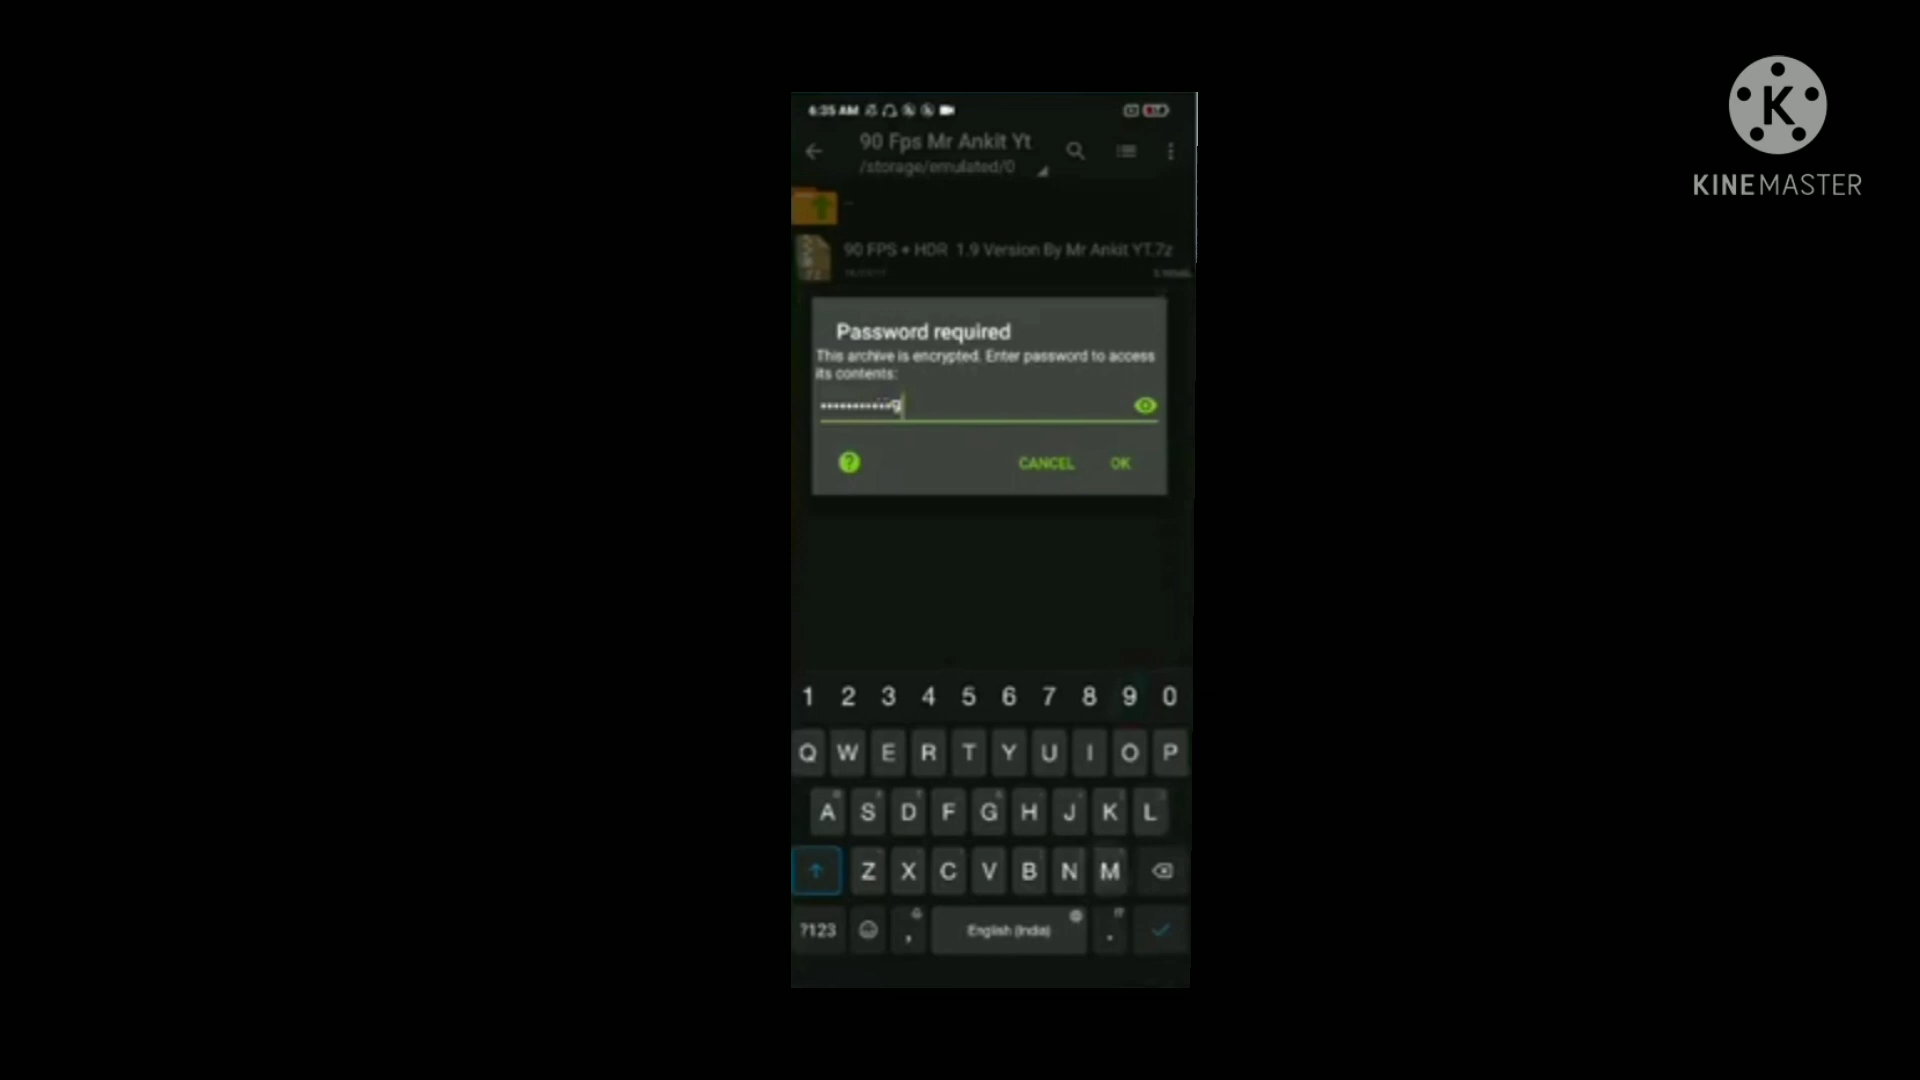 KINEMASTER
6:35 AM
90 Fps Mr Ankit Yt
/storage/emulated/0
..
90 FPS + HDR 1.9 Version By Mr Ankit YT.7z
Password required
This archive is encrypted. Enter password to access
its contents:
••••••••••••g
CANCEL OK
1 2 3 4 5 6 7 8 9 0
Q W E R T Y U I O P
A S D F G H J K L
Z X C V B N M
?123 , English (India) .